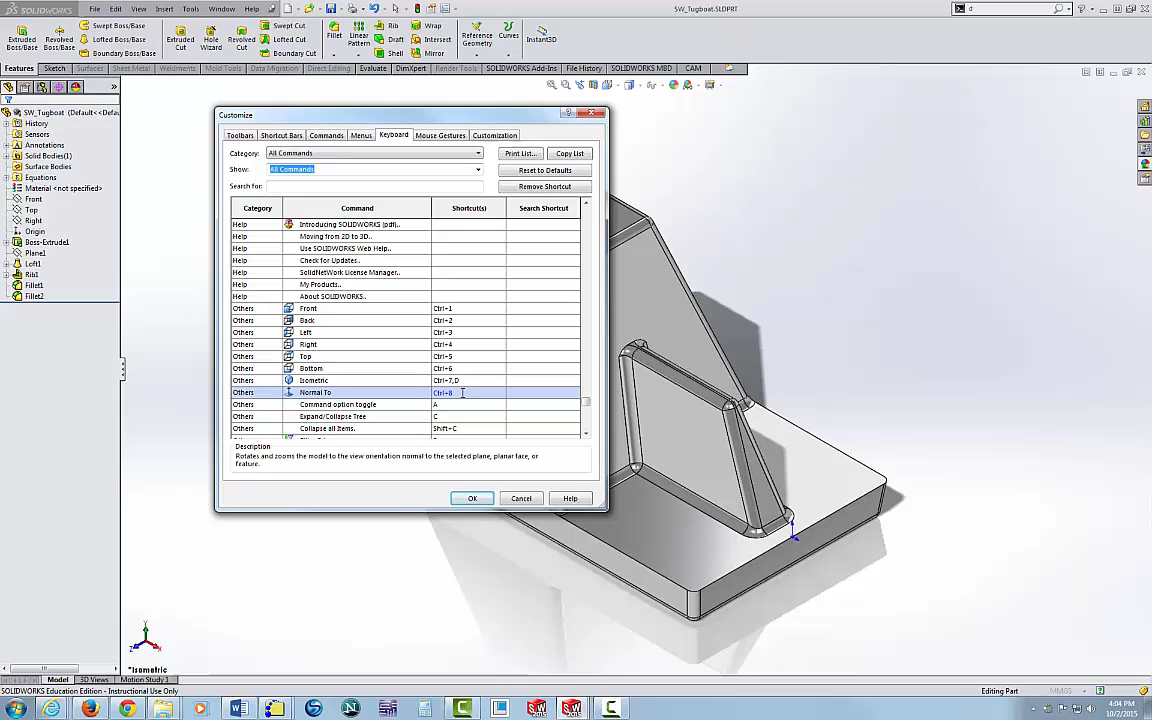 SOLIDWORKS File Edit View Insert Tools Window Help SW_Tugboat.SLDPRT d
Extruded Boss/Base
Revolved Boss/Base
Swept Boss/Base
Lofted Boss/Base
Boundary Boss/Base
Extruded Cut
Hole Wizard
Revolved Cut
Swept Cut
Lofted Cut
Boundary Cut
Fillet
Linear Pattern
Rib
Draft
Shell
Wrap
Intersect
Mirror
Reference Geometry
Curves
Instant3D
Features Sketch Surfaces Sheet Metal Weldments Mold Tools Data Migration Direct Editing Evaluate DimXpert Render Tools SOLIDWORKS Add-Ins File History SOLIDWORKS MBD CAM
SW_Tugboat (Default<<Defau
History
Sensors
Annotations
Solid Bodies(1)
Surface Bodies
Equations
Material <not specified>
Front
Top
Right
Origin
Boss-Extrude1
Plane1
Loft1
Rib1
Fillet1
Fillet2
Customize
Toolbars Shortcut Bars Commands Menus Keyboard Mouse Gestures Customization
Category: All Commands Print List... Copy List
Show: All Commands Reset to Defaults
Search for: Remove Shortcut
Category Command Shortcut(s) Search Shortcut
Help Introducing SOLIDWORKS (pdf)..
Help Moving from 2D to 3D..
Help Use SOLIDWORKS Web Help..
Help Check for Updates..
Help SolidNetWork License Manager..
Help My Products..
Help About SOLIDWORKS..
Others Front Ctrl+1
Others Back Ctrl+2
Others Left Ctrl+3
Others Right Ctrl+4
Others Top Ctrl+5
Others Bottom Ctrl+6
Others Isometric Ctrl+7,D
Others Normal To Ctrl+8
Others Command option toggle A
Others Expand/Collapse Tree C
Others Collapse all Items. Shift+C
Description
Rotates and zooms the model to the view orientation normal to the selected plane, planar face, or
feature.
OK Cancel Help
Y
Z X
*Isometric
Model 3D Views Motion Study 1
SOLIDWORKS Education Edition - Instructional Use Only Editing Part MMGS
4:04 PM
10/2/2015